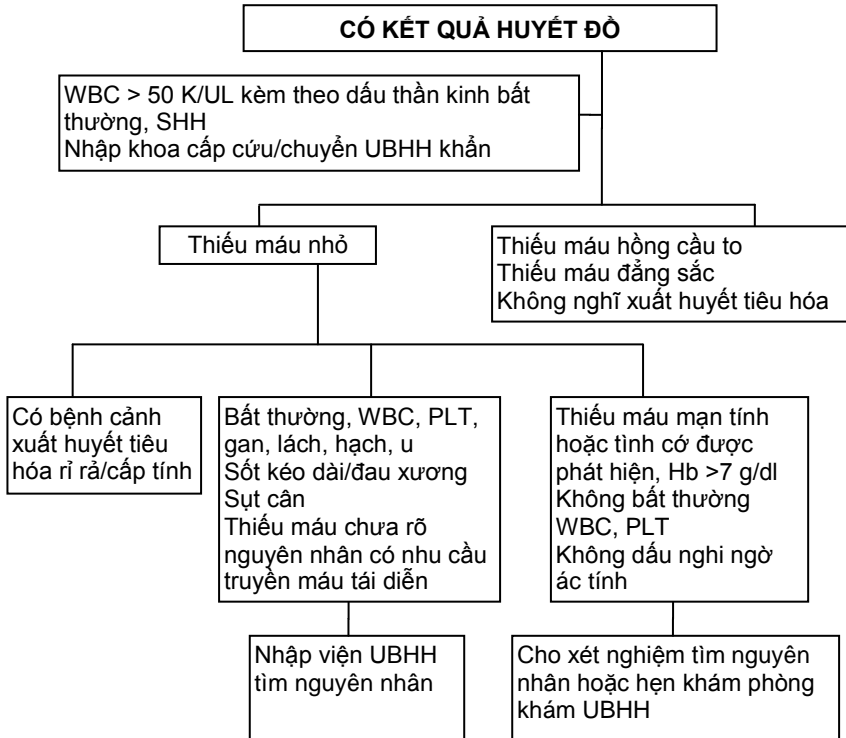 CÓ KẾT QUẢ HUYẾT ĐỒ
WBC > 50 K/UL kèm theo dấu thần kinh bất
thường, SHH
Nhập khoa cấp cứu/chuyển UBHH khẩn
Thiếu máu nhỏ
Thiếu máu hồng cầu to
Thiếu máu đẳng sắc
Không nghĩ xuất huyết tiêu hóa
Có bệnh cảnh
xuất huyết tiêu
hóa rỉ rả/cấp tính
Bất thường, WBC, PLT,
gan, lách, hạch, u
Sốt kéo dài/đau xương
Sụt cân
Thiếu máu chưa rõ
nguyên nhân có nhu cầu
truyền máu tái diễn
Thiếu máu mạn tính
hoặc tình cớ được
phát hiện, Hb >7 g/dl
Không bất thường
WBC, PLT
Không dấu nghi ngờ
ác tính
Nhập viện UBHH
tìm nguyên nhân
Cho xét nghiệm tìm nguyên
nhân hoặc hẹn khám phòng
khám UBHH